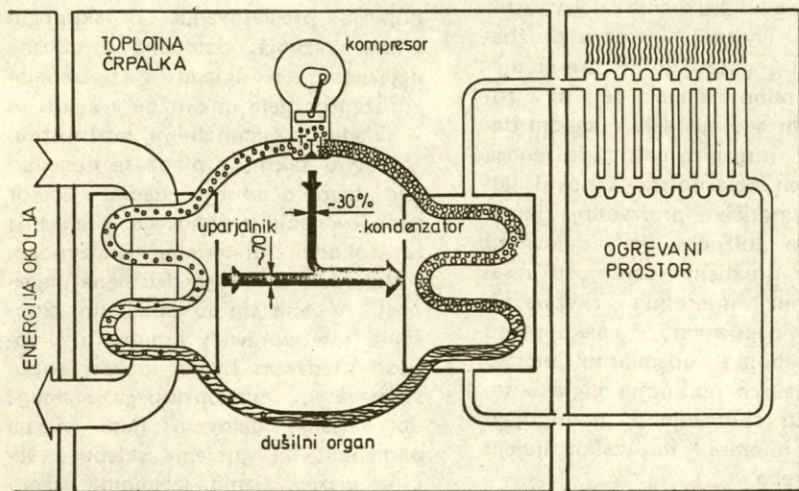 TOPLOTNA
ČRPALKA
kompresor
~30%
uparjalnik
kondenzator
~70%
ENERGIJA OKOLJA
OGREVANI
PROSTOR
dušilni organ